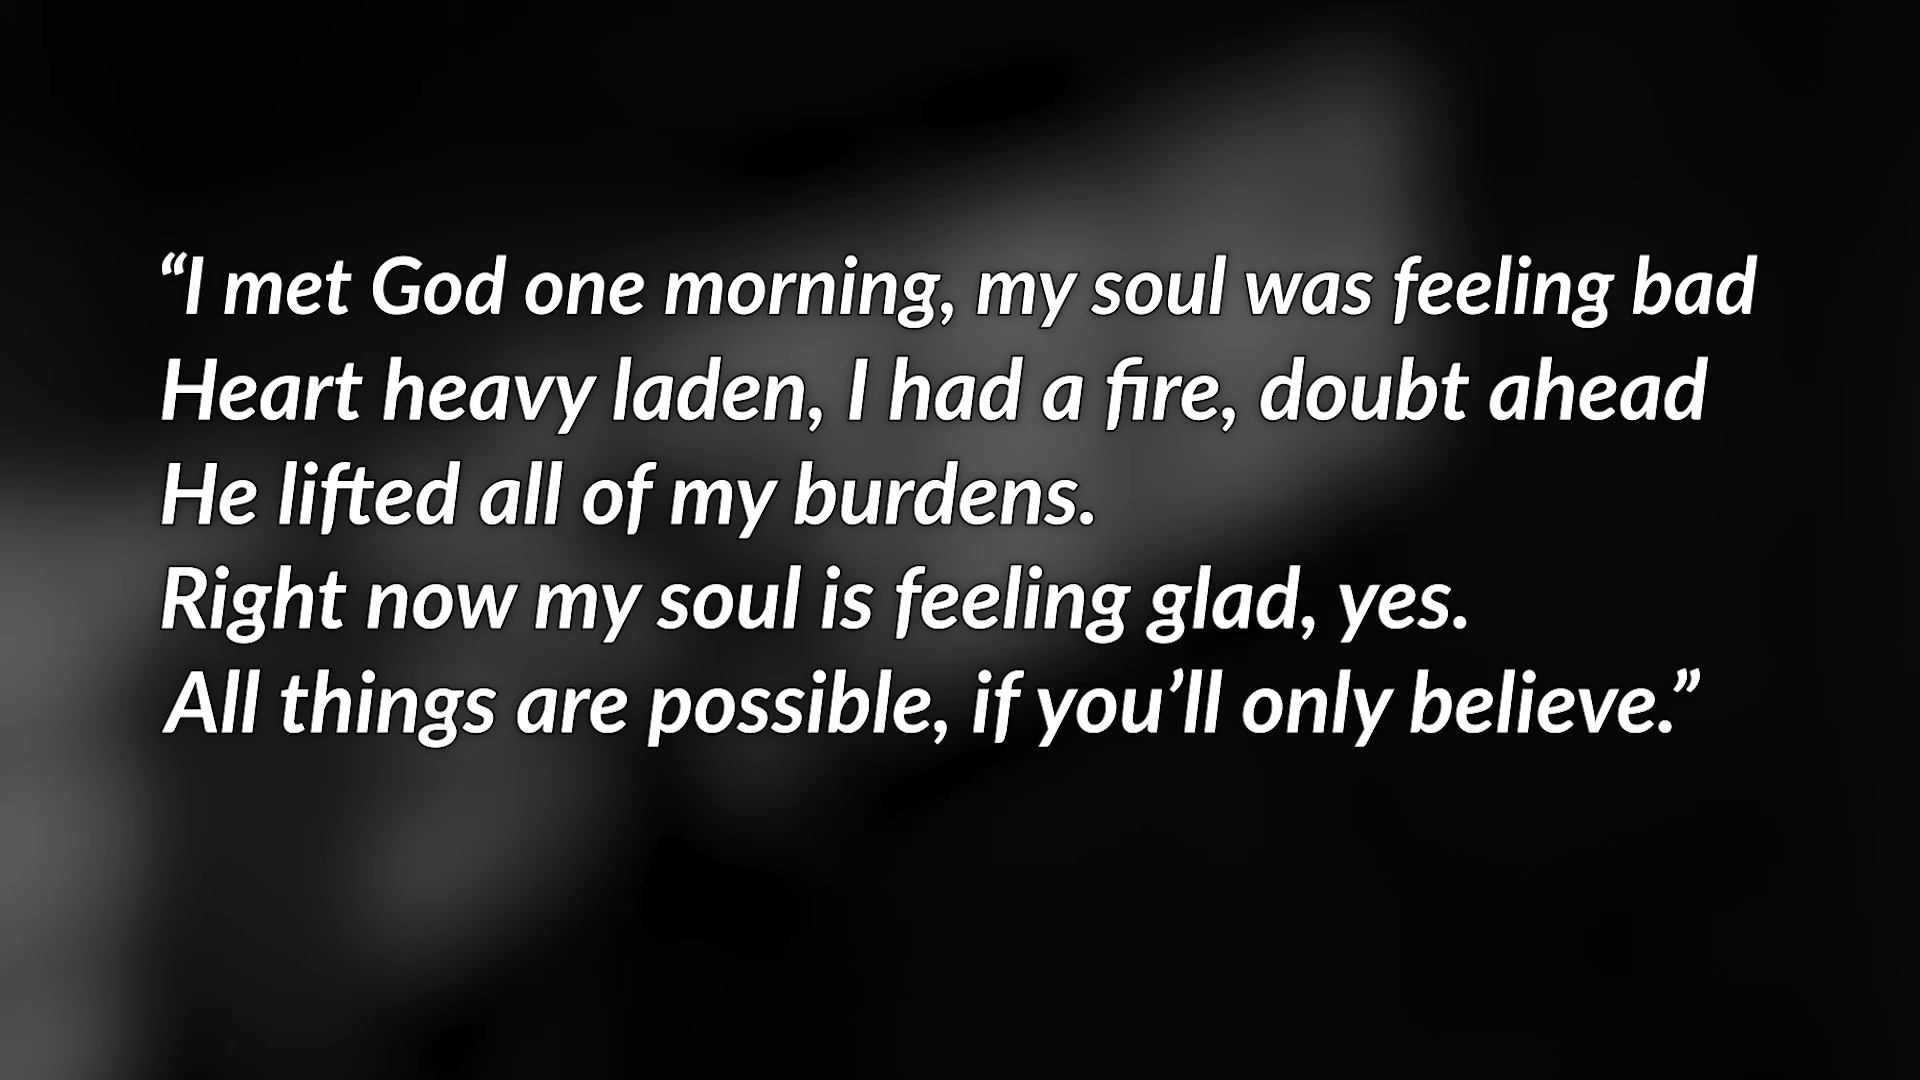 “I met God one morning, my soul was feeling bad
Heart heavy laden, I had a fire, doubt ahead
He lifted all of my burdens.
Right now my soul is feeling glad, yes.
All things are possible, if you’ll only believe.”